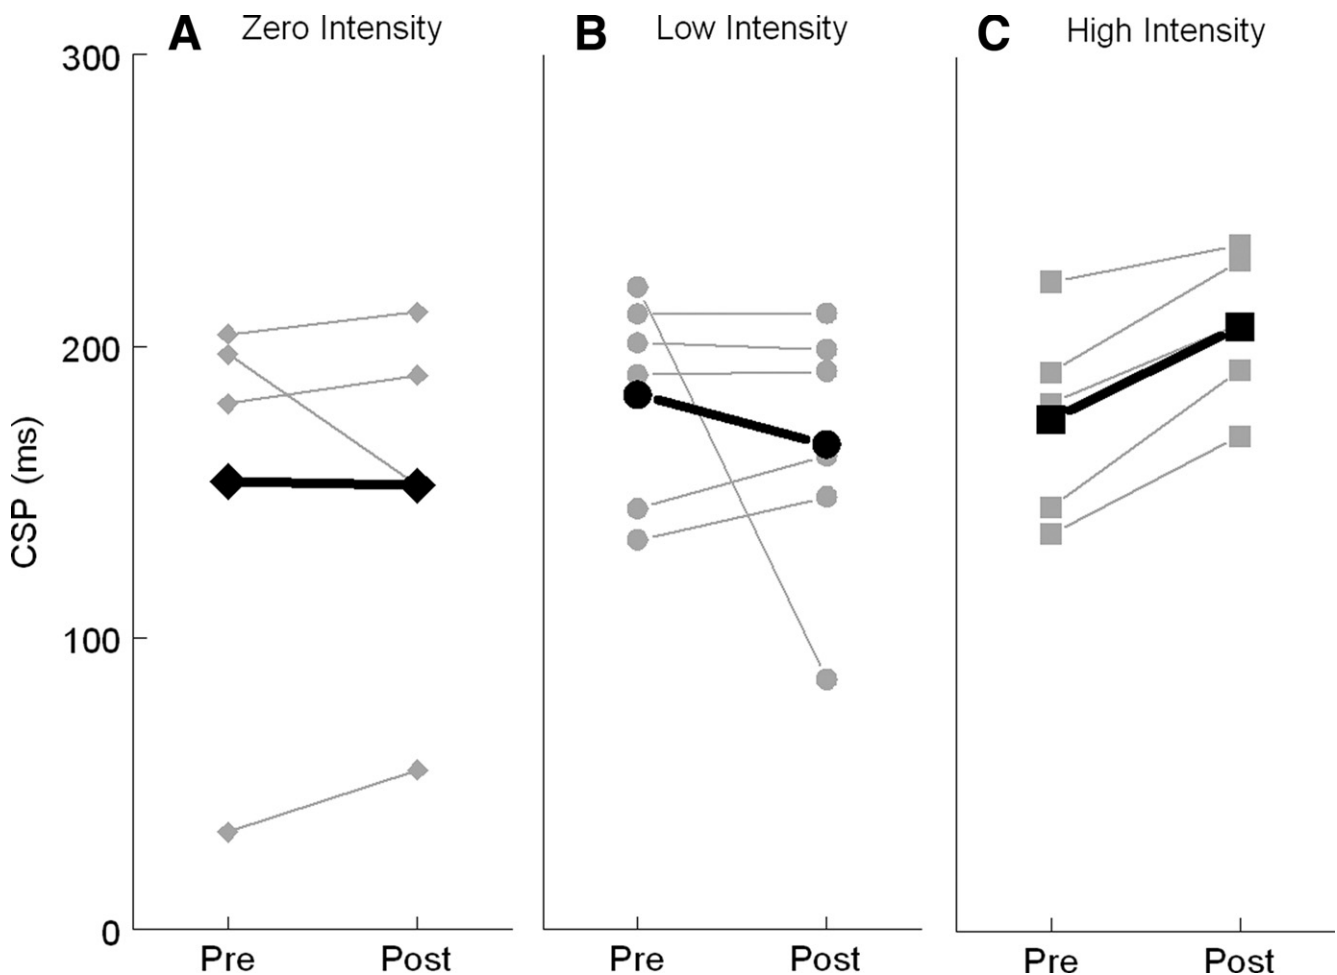 A Zero Intensity
B Low Intensity
C High Intensity
300
200
100
0
CSP (ms)
Pre Post
Pre Post
Pre Post